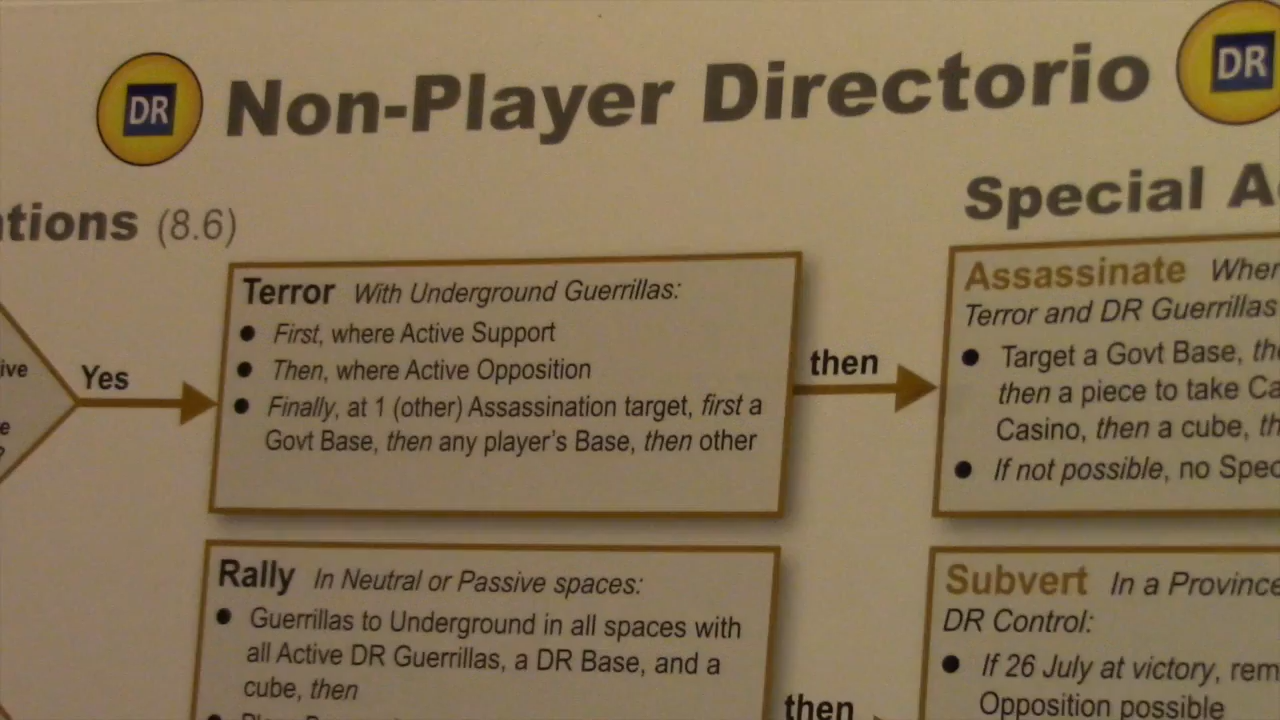 DR Non-Player Directorio DR
tions (8.6)
Special A
Terror With Underground Guerrillas:
● First, where Active Support
● Then, where Active Opposition
● Finally, at 1 (other) Assassination target, first a
Govt Base, then any player's Base, then other
ive
Yes
then
Assassinate When
Terror and DR Guerrillas
● Target a Govt Base, the
then a piece to take Ca
Casino, then a cube, th
● If not possible, no Spec
Rally In Neutral or Passive spaces:
● Guerrillas to Underground in all spaces with
all Active DR Guerrillas, a DR Base, and a
cube, then
then
Subvert In a Province
DR Control:
● If 26 July at victory, rem
Opposition possible